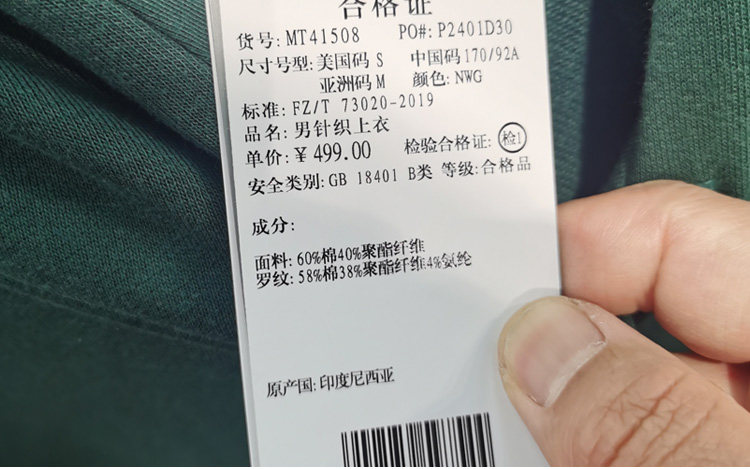 合格证
货号: MT41508 PO#: P2401D30
尺寸号型: 美国码 S 中国码 170/92A
亚洲码 M 颜色: NWG
标准: FZ/T 73020-2019
品名: 男针织上衣
单价: ¥ 499.00 检验合格证: 检1
安全类别: GB 18401 B类 等级: 合格品
成分:
面料: 60%棉40%聚酯纤维
罗纹: 58%棉38%聚酯纤维4%氨纶
原产国: 印度尼西亚